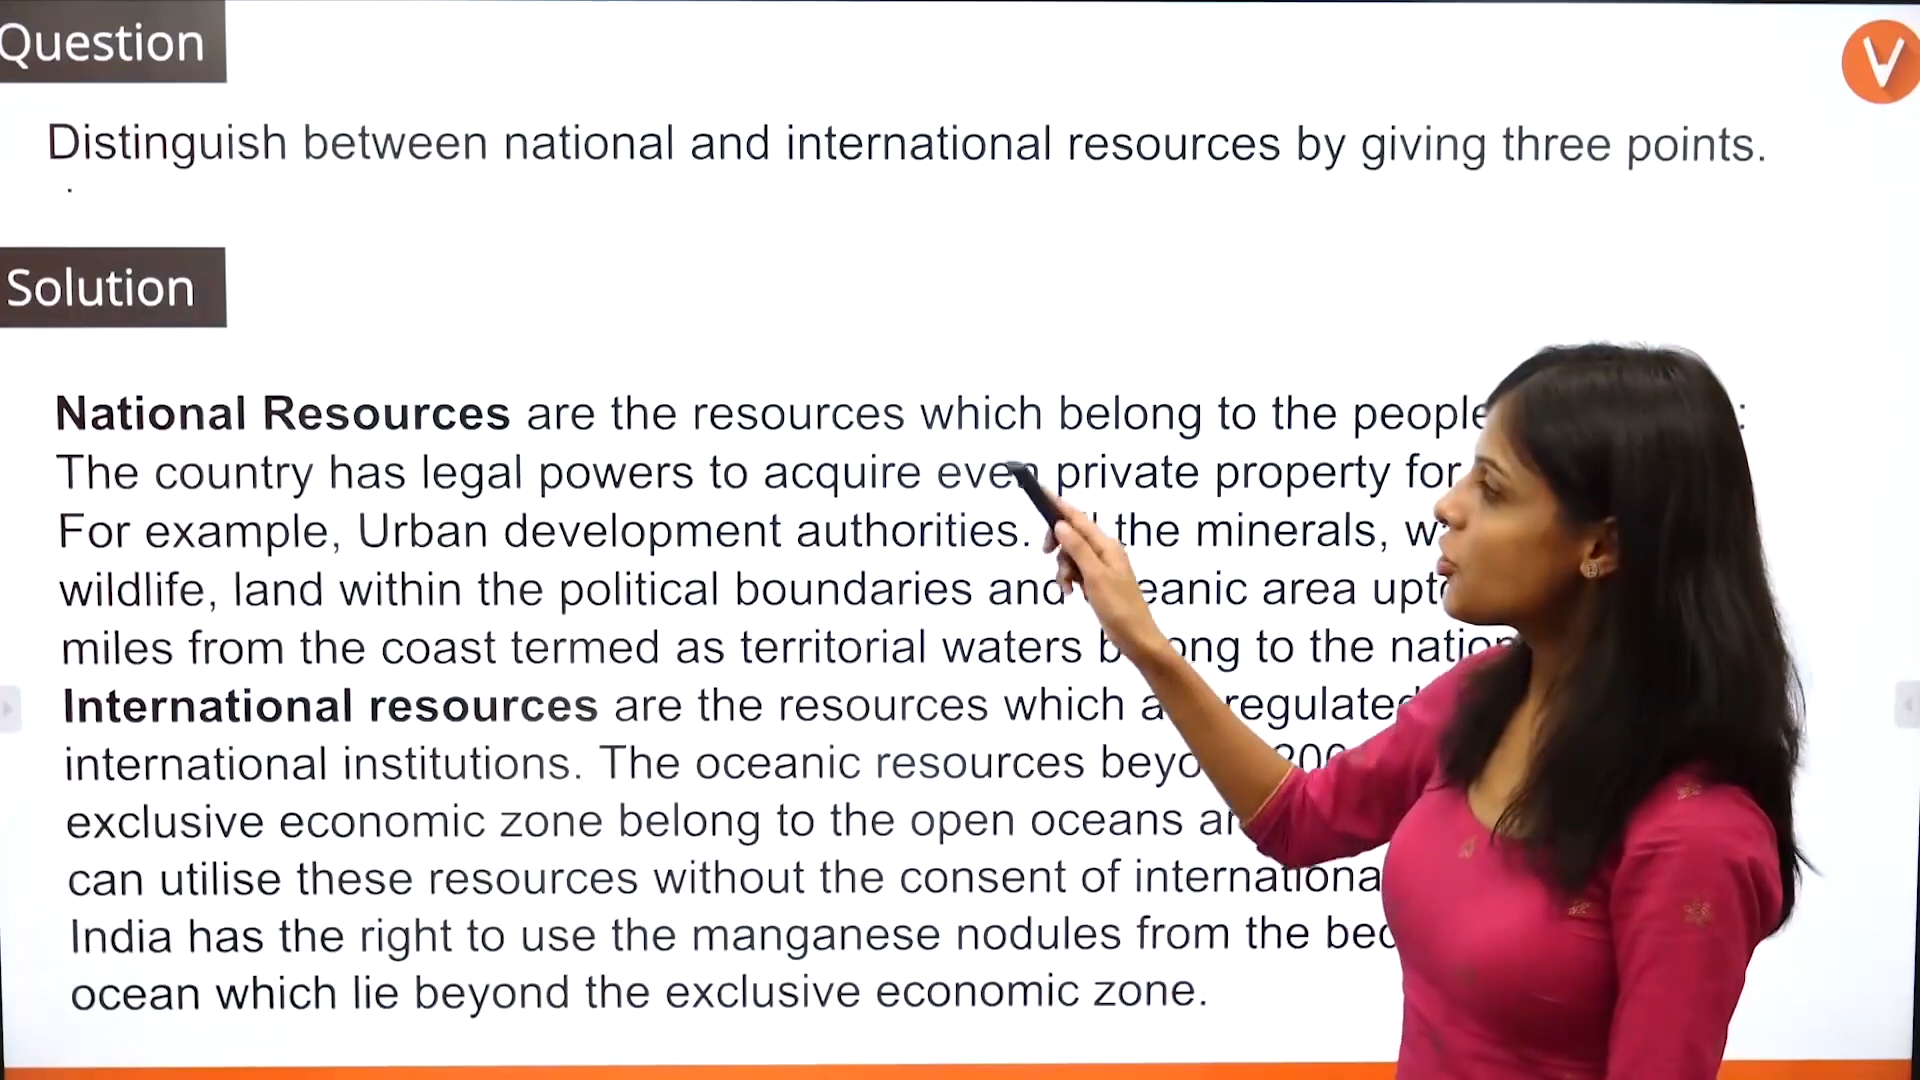 Question
Distinguish between national and international resources by giving three points.
Solution
National Resources are the resources which belong to the people :
The country has legal powers to acquire even private property for
For example, Urban development authorities. the minerals,
wildlife, land within the political boundaries and area
miles from the coast termed as territorial waters to the
International resources are the resources which
international institutions. The oceanic resources
exclusive economic zone belong to the open oceans
can utilise these resources without the consent of
India has the right to use the manganese nodules from the
ocean which lie beyond the exclusive economic zone.